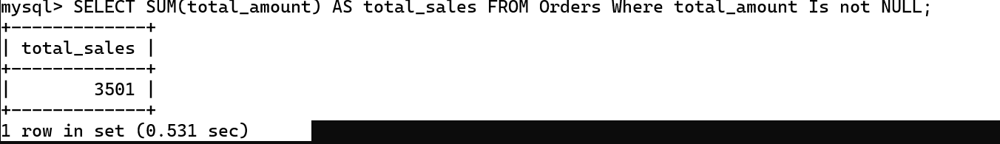 mysql> SELECT SUM(total_amount) AS total_sales FROM Orders Where total_amount Is not NULL;
+-------------+
| total_sales |
+-------------+
|        3501 |
+-------------+
1 row in set (0.531 sec)